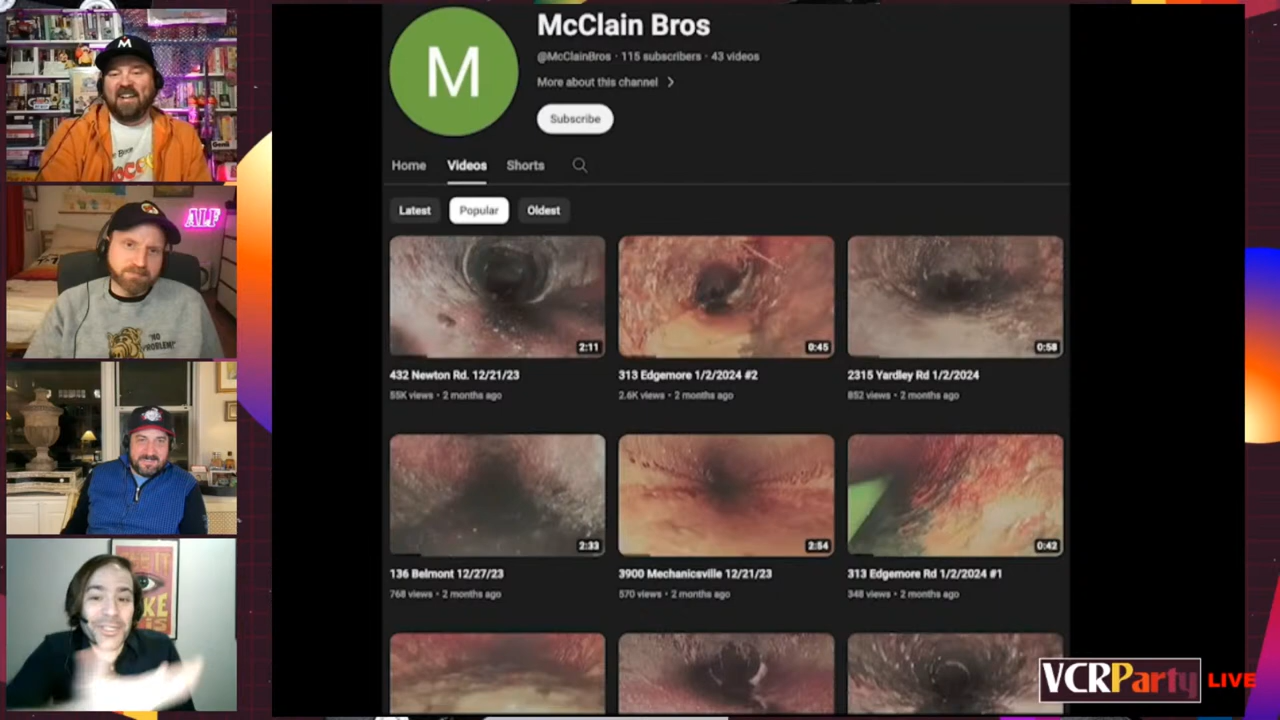 McClain Bros
@McClainBros · 115 subscribers · 43 videos
More about this channel
Subscribe
Home Videos Shorts
Latest Popular Oldest
2:11 0:45 0:58
432 Newton Rd. 12/21/23 313 Edgemore 1/2/2024 #2 2315 Yardley Rd 1/2/2024
55K views • 2 months ago 2.6K views • 2 months ago 852 views • 2 months ago
2:33 2:54 0:42
136 Belmont 12/27/23 3900 Mechanicsville 12/21/23 313 Edgemore Rd 1/2/2024 #1
768 views • 2 months ago 570 views • 2 months ago 348 views • 2 months ago
M
M
ALF
"NO
PROBLEM!"
VCRParty LIVE